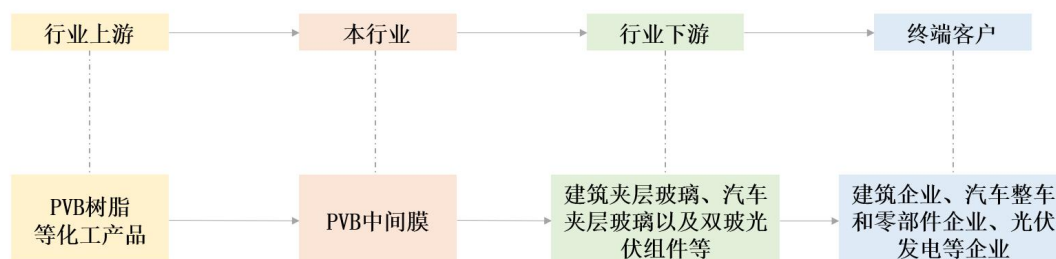 行业上游
本行业
行业下游
终端客户
PVB树脂
等化工产品
PVB中间膜
建筑夹层玻璃、汽车
夹层玻璃以及双玻光
伏组件等
建筑企业、汽车整车
和零部件企业、光伏
发电等企业